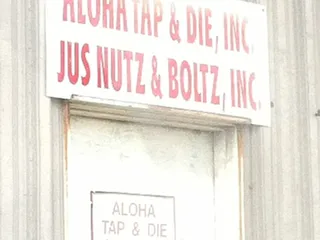 ALOHA TAP & DIE, INC.
JUS NUTZ & BOLTZ, INC.
ALOHA
TAP & DIE